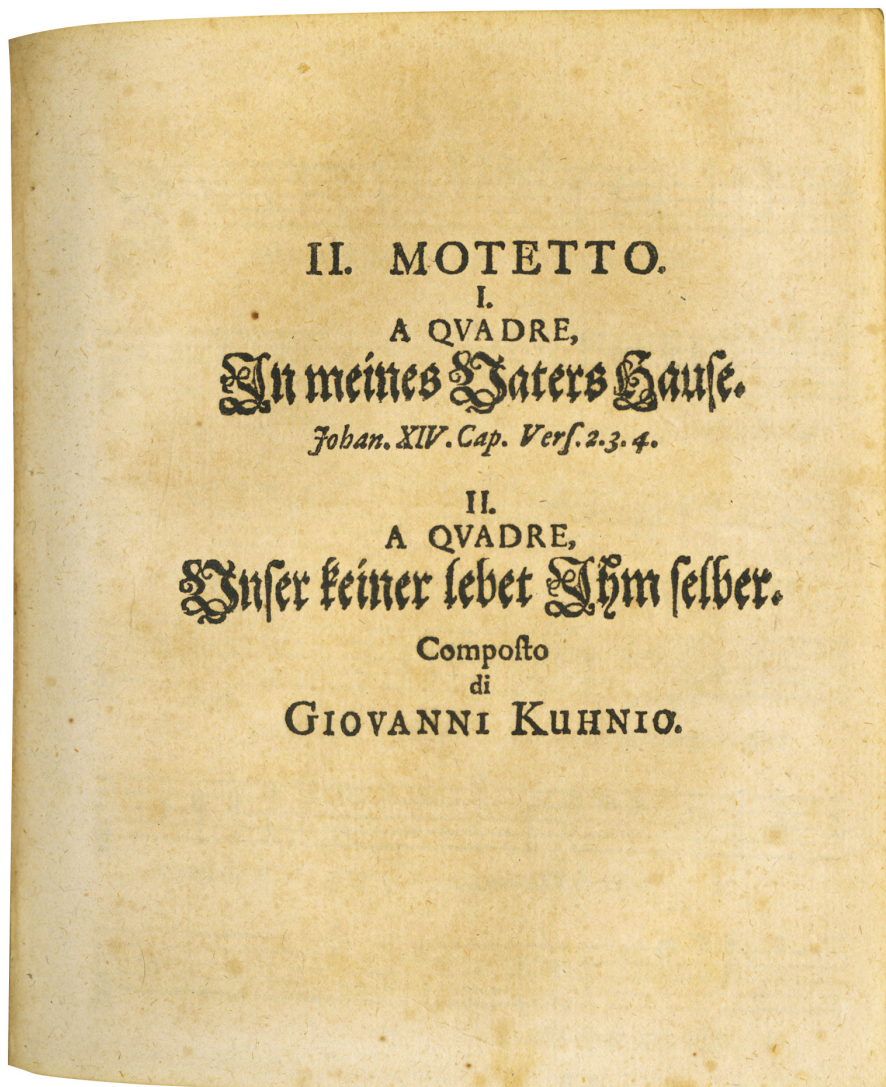 II. MOTETTO.
I.
A QVADRE,
In meines Vaters Hauſe.
Johan. XIV. Cap. Verſ. 2. 3. 4.
II.
A QVADRE,
Vnſer keiner lebet Ihm ſelber.
Compoſto
di
GIOVANNI KUHNIO.